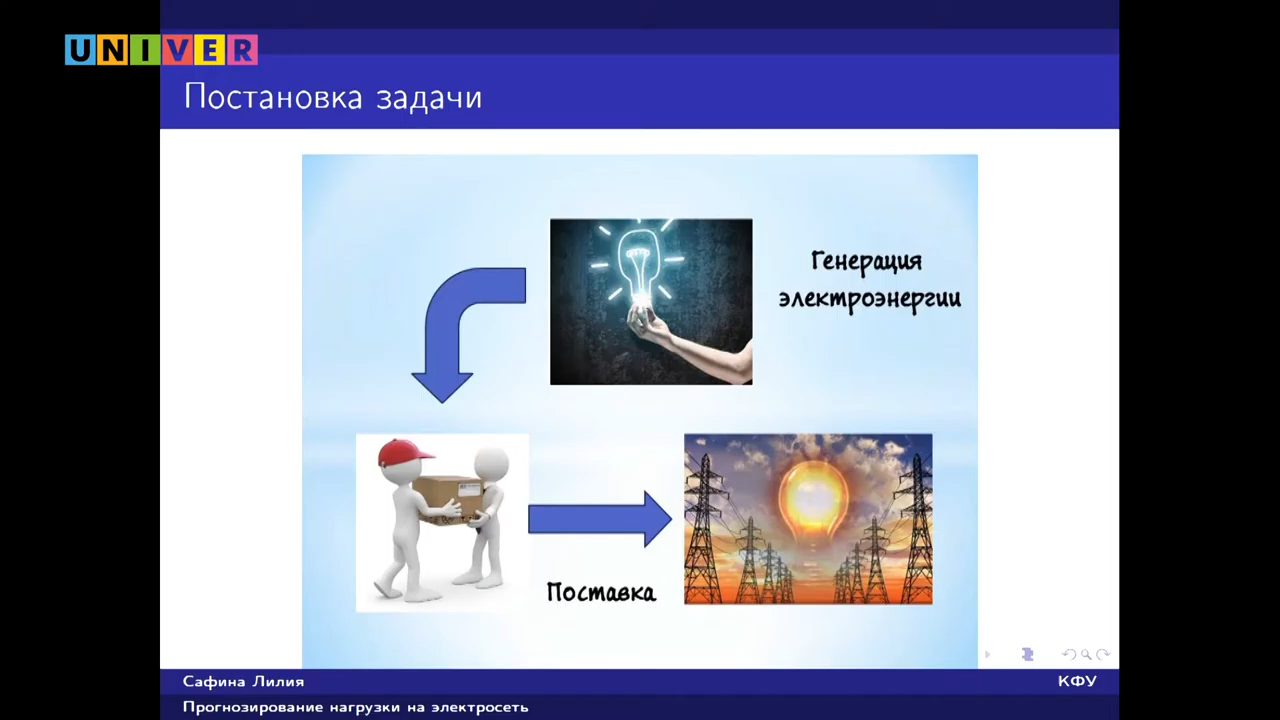 UNIVER
Постановка задачи
Генерация
электроэнергии
Поставка
Сафина Лилия
КФУ
Прогнозирование нагрузки на электросеть